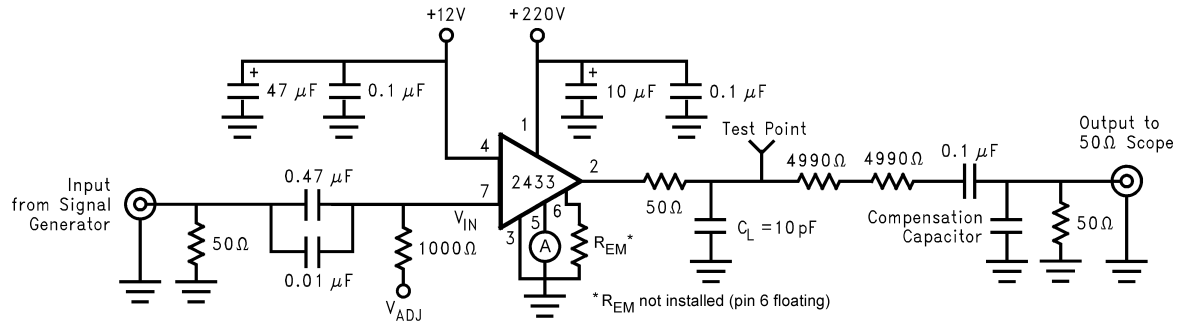 +12V
+220V
+
47 µF
0.1 µF
+
10 µF
0.1 µF
1
Test Point
Output to
50Ω Scope
4
4990Ω
4990Ω
0.1 µF
2433
2
Input
from Signal
Generator
0.47 µF
7
50Ω
V_IN
6
5
3
A
50Ω
0.01 µF
1000Ω
R_EM*
C_L = 10 pF
Compensation
Capacitor
50Ω
V_ADJ
*R_EM not installed (pin 6 floating)